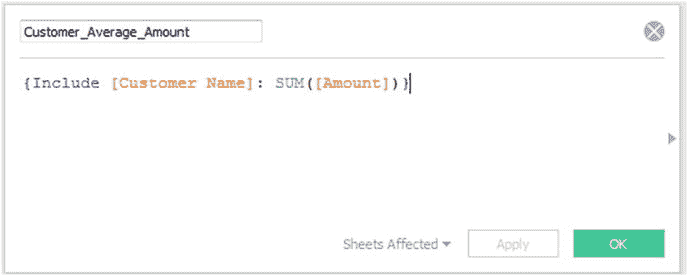 Customer_Average_Amount
{Include [Customer Name]: SUM([Amount])}
Sheets Affected
Apply
OK